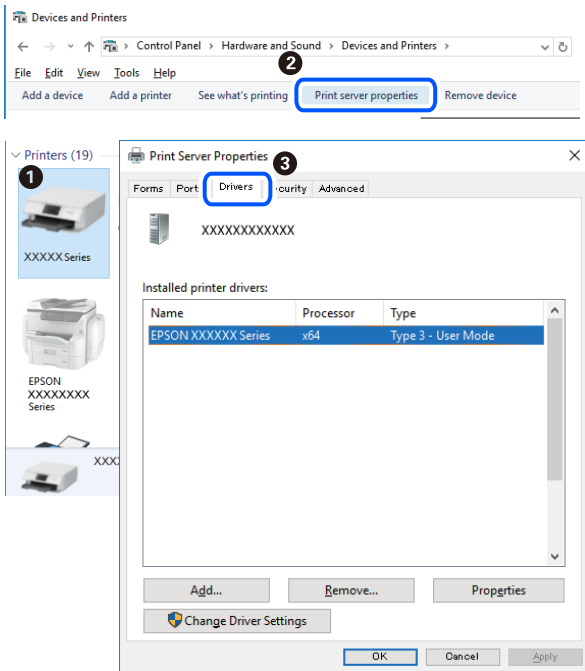 Devices and Printers
Control Panel > Hardware and Sound > Devices and Printers >
2
File Edit View Tools Help
Add a device Add a printer See what's printing Print server properties Remove device
Printers (19)
1
XXXXX Series
EPSON
XXXXXXXX
Series
XXX
Print Server Properties
3
Forms Port Drivers curity Advanced
XXXXXXXXXXXX
Installed printer drivers:
Name Processor Type
EPSON XXXXXX Series x64 Type 3 - User Mode
Add... Remove... Properties
Change Driver Settings
OK Cancel Apply